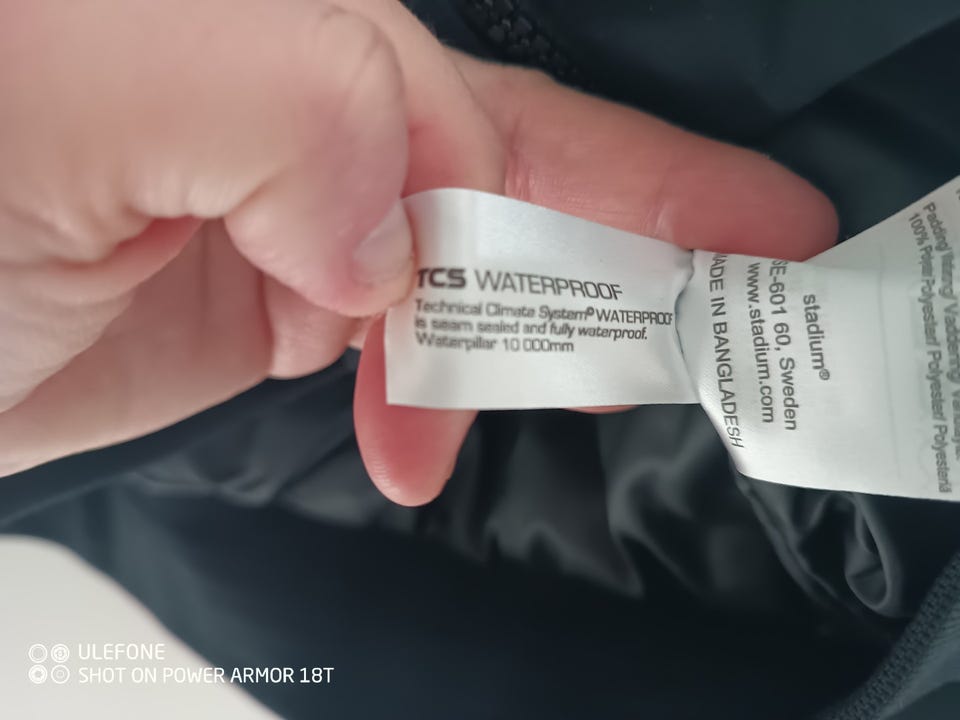 TCS WATERPROOF
Technical Climate System® WATERPROOF
is seam sealed and fully waterproof.
Waterpillar 10 000mm
stadium®
SE-601 60, Sweden
www.stadium.com
MADE IN BANGLADESH
100% Polyester/ Polyester/ Polyesteriä
ULEFONE
SHOT ON POWER ARMOR 18T